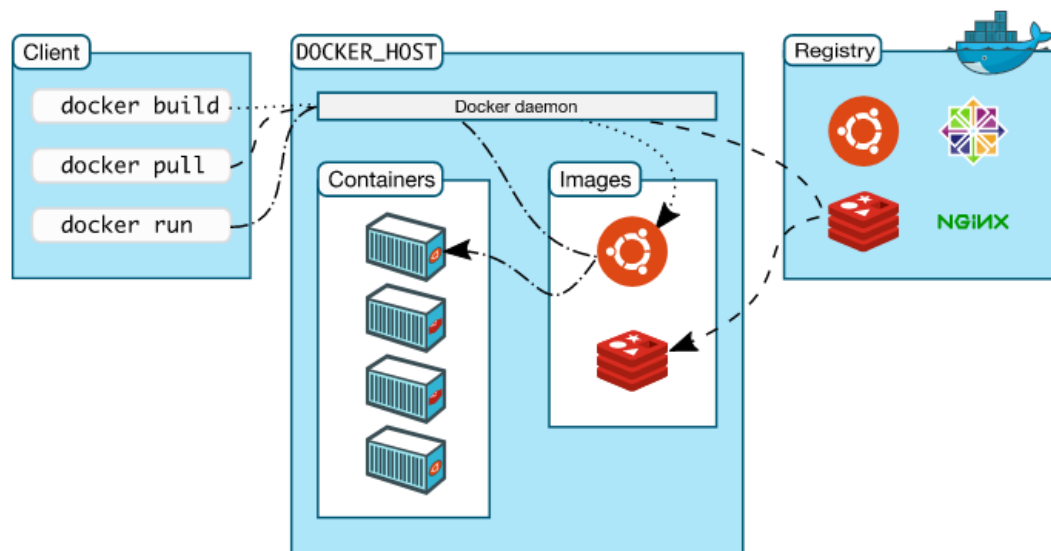 Client
docker build
docker pull
docker run
DOCKER_HOST
Docker daemon
Containers
Images
Registry
NGiNX